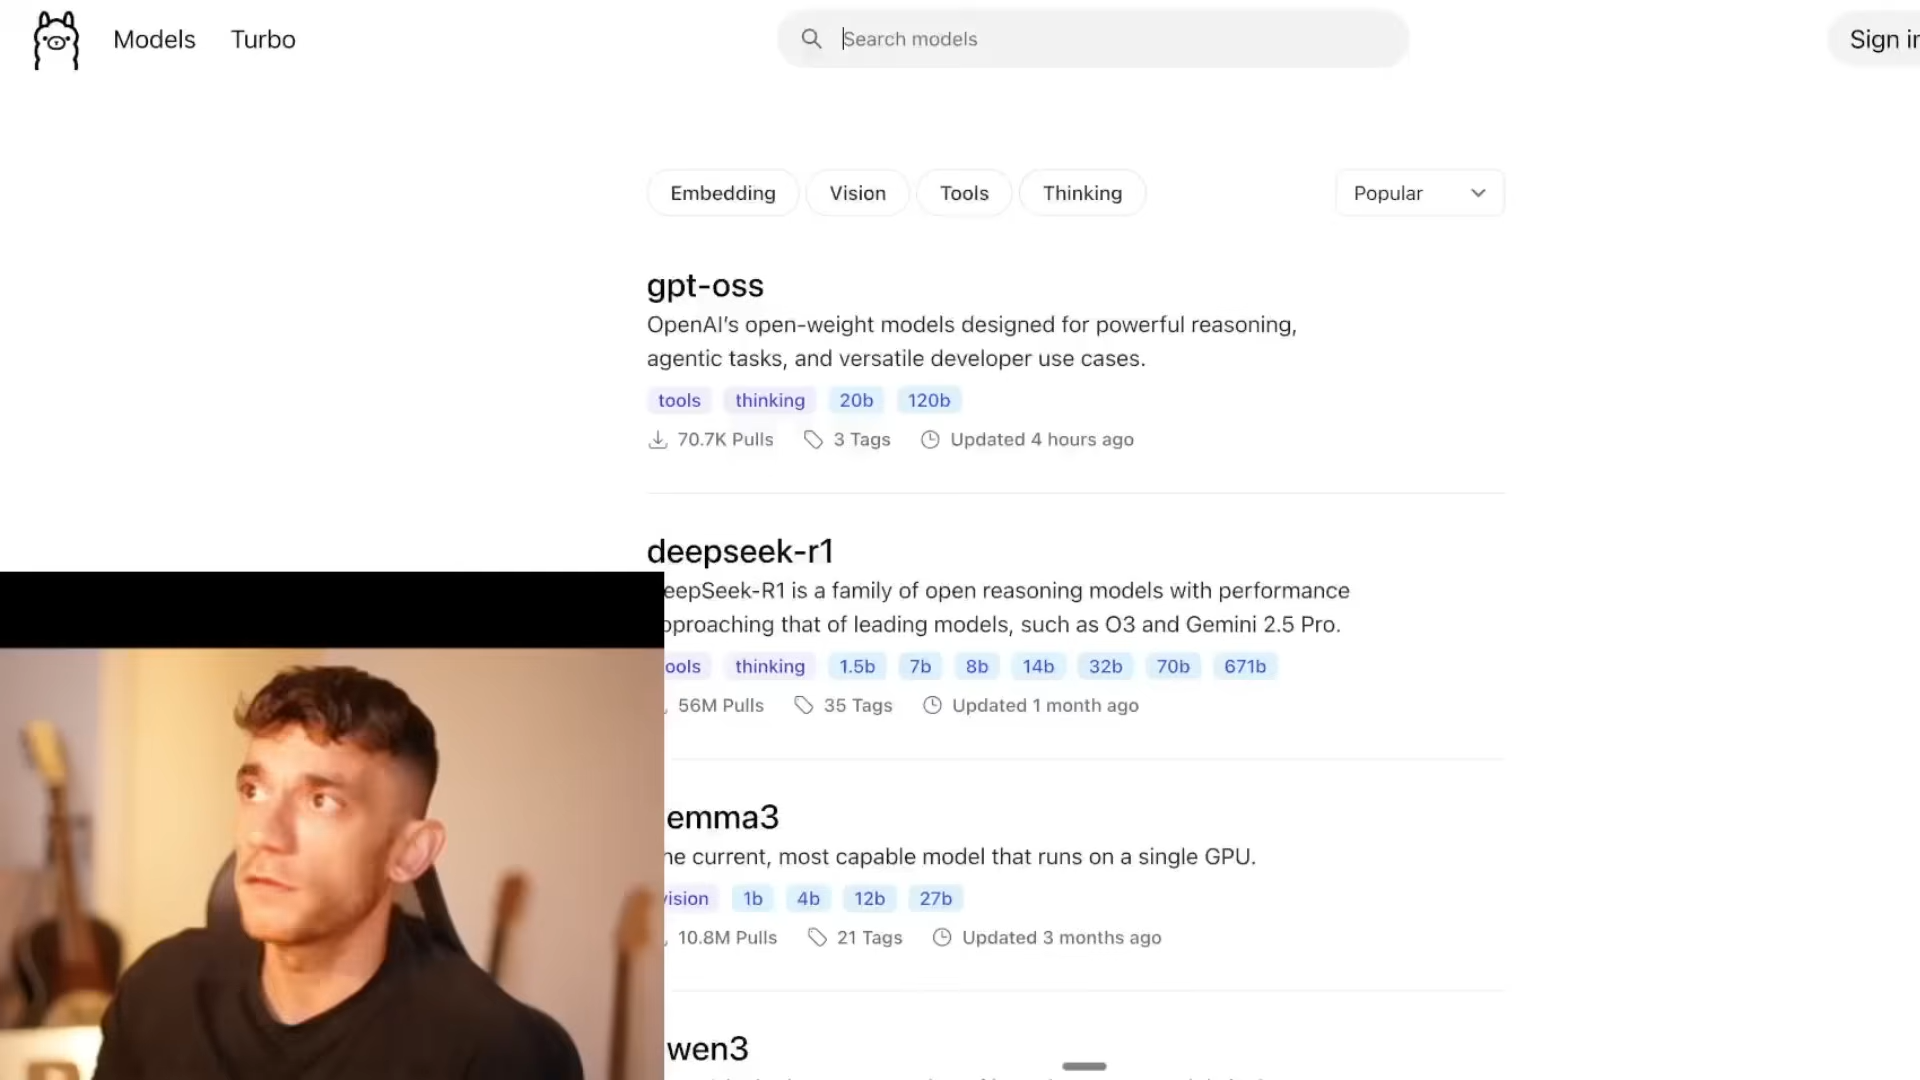 Models Turbo Search models Sign in
Embedding Vision Tools Thinking Popular
gpt-oss
OpenAI’s open-weight models designed for powerful reasoning,
agentic tasks, and versatile developer use cases.
tools thinking 20b 120b
70.7K Pulls 3 Tags Updated 4 hours ago
deepseek-r1
eepSeek-R1 is a family of open reasoning models with performance
pproaching that of leading models, such as O3 and Gemini 2.5 Pro.
ools thinking 1.5b 7b 8b 14b 32b 70b 671b
56M Pulls 35 Tags Updated 1 month ago
emma3
he current, most capable model that runs on a single GPU.
vision 1b 4b 12b 27b
10.8M Pulls 21 Tags Updated 3 months ago
wen3